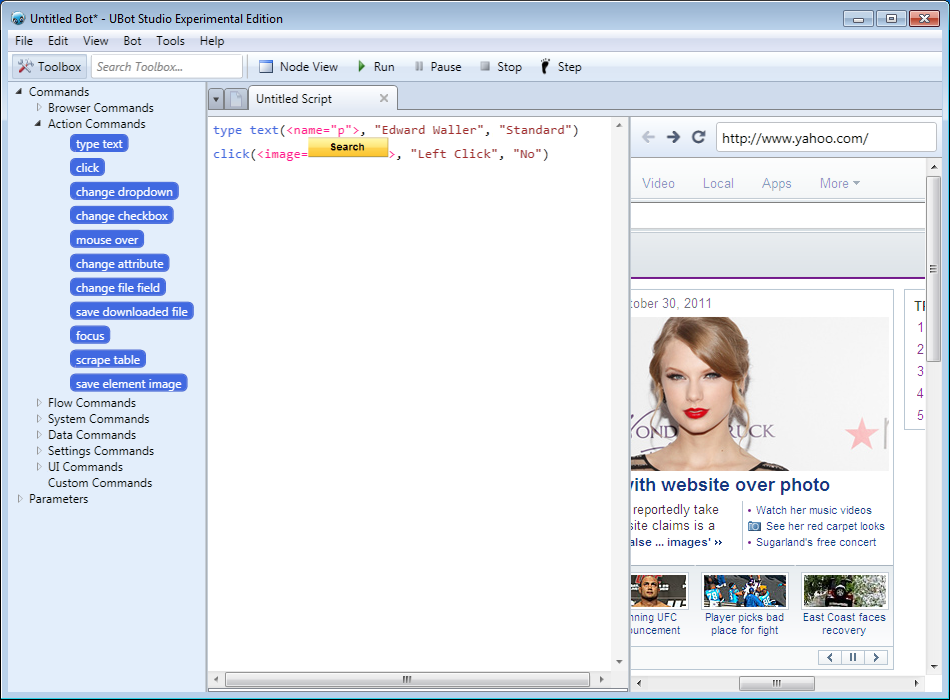 Untitled Bot* - UBot Studio Experimental Edition
File Edit View Bot Tools Help
Toolbox Search Toolbox... Node View Run Pause Stop Step
Commands
Browser Commands
Action Commands
type text
click
change dropdown
change checkbox
mouse over
change attribute
change file field
save downloaded file
focus
scrape table
save element image
Flow Commands
System Commands
Data Commands
Settings Commands
UI Commands
Custom Commands
Parameters
Untitled Script
type text(<name="p">, "Edward Waller", "Standard")
click(<image= Search >, "Left Click", "No")
http://www.yahoo.com/
Video Local Apps More
tober 30, 2011
with website over photo
reportedly take
site claims is a
alse ... images' »
• Watch her music videos
See her red carpet looks
• Sugarland's free concert
nning UFC
uncement
Player picks bad
place for fight
East Coast faces
recovery
1
2
3
4
5